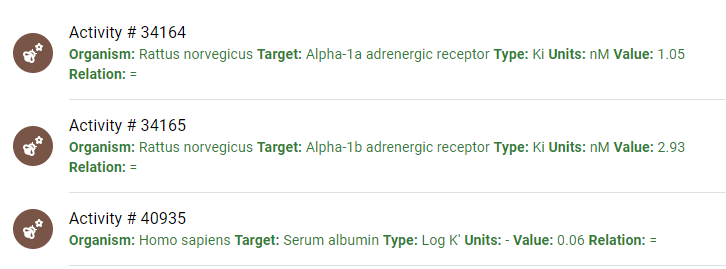 Activity # 34164
Organism: Rattus norvegicus Target: Alpha-1a adrenergic receptor Type: Ki Units: nM Value: 1.05
Relation: =
Activity # 34165
Organism: Rattus norvegicus Target: Alpha-1b adrenergic receptor Type: Ki Units: nM Value: 2.93
Relation: =
Activity # 40935
Organism: Homo sapiens Target: Serum albumin Type: Log K' Units: - Value: 0.06 Relation: =